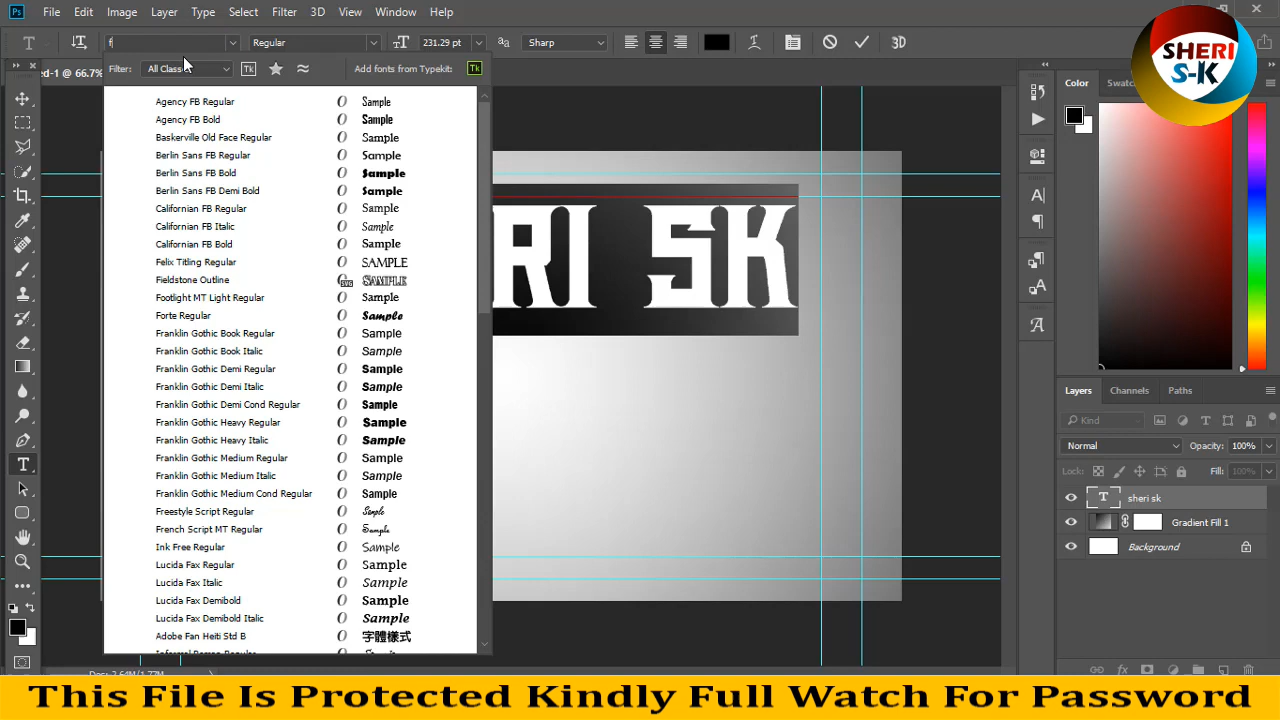 File Edit Image Layer Type Select Filter 3D View Window Help
f Regular 231.29 pt aa Sharp 3D
SHERI
S-K
ed-1 @ 66.7%
Filter: All Class Tk Add fonts from Typekit: Tk
Color Swatc
Agency FB Regular O Sample
Agency FB Bold O Sample
Baskerville Old Face Regular O Sample
Berlin Sans FB Regular O Sample
Berlin Sans FB Bold O Sample
Berlin Sans FB Demi Bold O Sample
Californian FB Regular O Sample
Californian FB Italic O Sample
Californian FB Bold O Sample
Felix Titling Regular O SAMPLE
Fieldstone Outline SVG SAMPLE
Footlight MT Light Regular O Sample
Forte Regular O Sample
Franklin Gothic Book Regular O Sample
Franklin Gothic Book Italic O Sample
Franklin Gothic Demi Regular O Sample
Franklin Gothic Demi Italic O Sample
Franklin Gothic Demi Cond Regular O Sample
Franklin Gothic Heavy Regular O Sample
Franklin Gothic Heavy Italic O Sample
Franklin Gothic Medium Regular O Sample
Franklin Gothic Medium Italic O Sample
Franklin Gothic Medium Cond Regular O Sample
Freestyle Script Regular O Sample
French Script MT Regular O Sample
Ink Free Regular O Sample
Lucida Fax Regular O Sample
Lucida Fax Italic O Sample
Lucida Fax Demibold O Sample
Lucida Fax Demibold Italic O Sample
Adobe Fan Heiti Std B O 字體樣式
RI SK
Layers Channels Paths
Kind
Normal Opacity: 100%
Lock: Fill: 100%
T sheri sk
Gradient Fill 1
Background
This File Is Protected Kindly Full Watch For Password